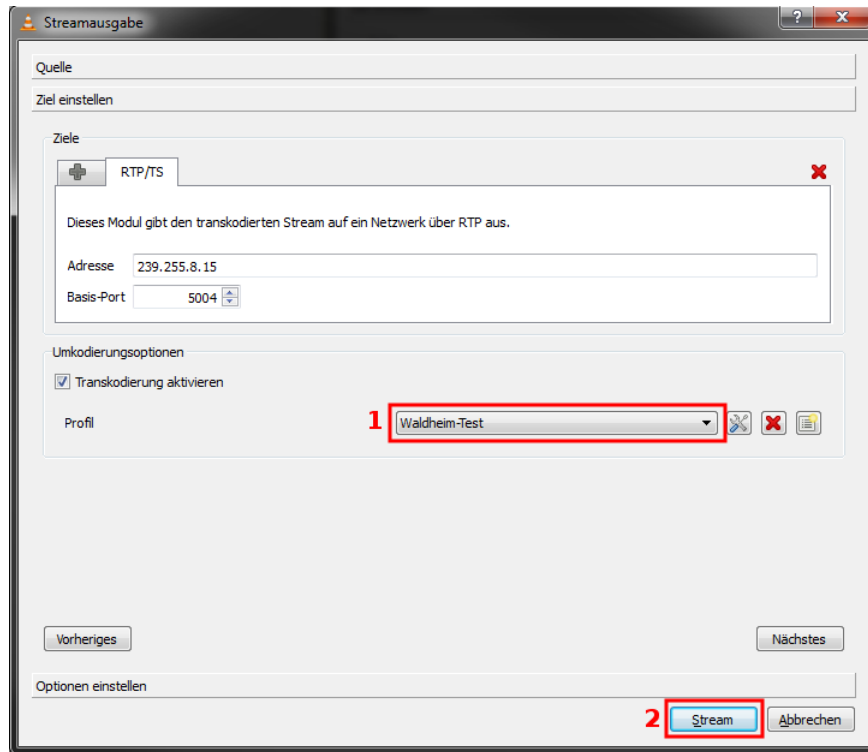 Streamausgabe
Quelle
Ziel einstellen
Ziele
RTP/TS
Dieses Modul gibt den transkodierten Stream auf ein Netzwerk über RTP aus.
Adresse 239.255.8.15
Basis-Port 5004
Umkodierungsoptionen
Transkodierung aktivieren
Profil 1 Waldheim-Test
Vorheriges Nächstes
Optionen einstellen
2 Stream Abbrechen